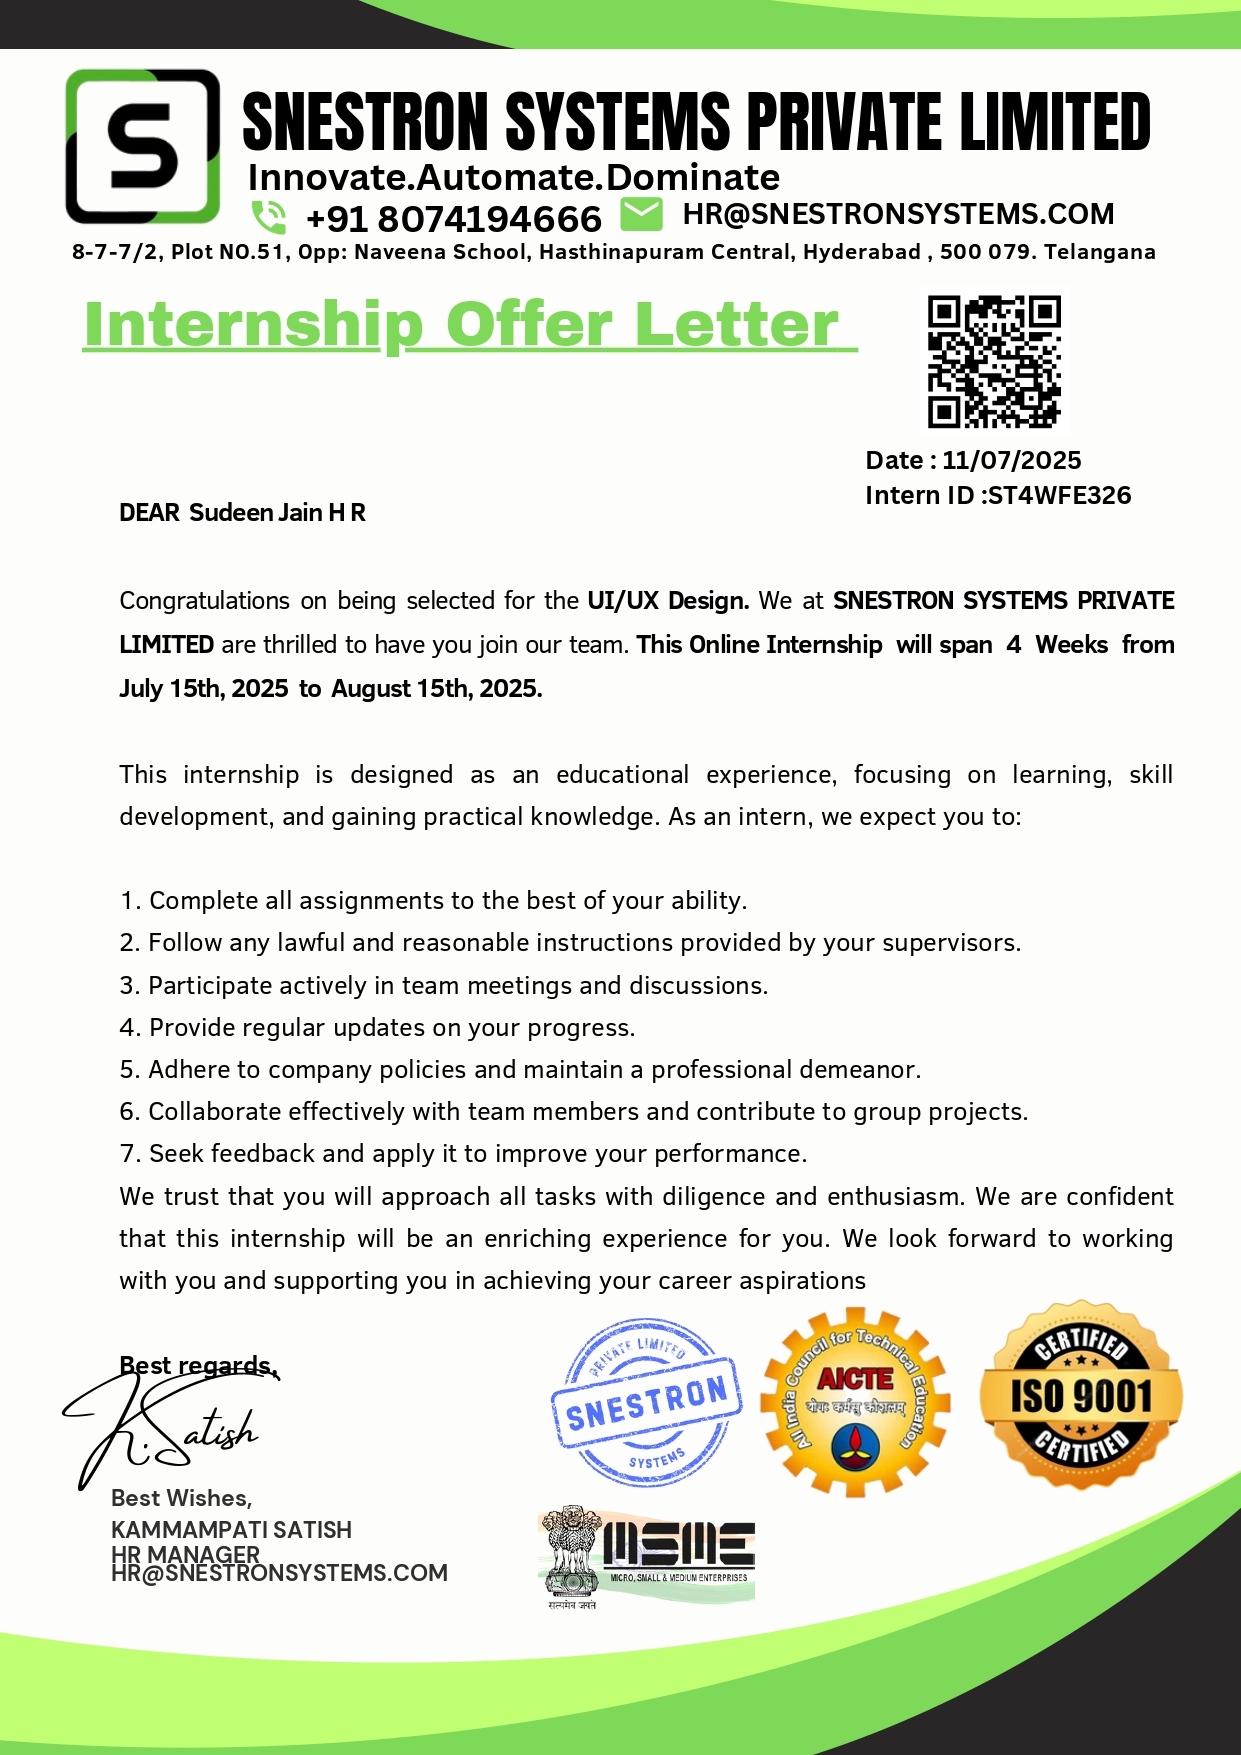 S
SNESTRON SYSTEMS PRIVATE LIMITED
Innovate.Automate.Dominate
+91 8074194666 HR@SNESTRONSYSTEMS.COM
8-7-7/2, Plot NO.51, Opp: Naveena School, Hasthinapuram Central, Hyderabad , 500 079. Telangana
Internship Offer Letter
Date : 11/07/2025
Intern ID :ST4WFE326
DEAR Sudeen Jain H R
Congratulations on being selected for the UI/UX Design. We at SNESTRON SYSTEMS PRIVATE
LIMITED are thrilled to have you join our team. This Online Internship will span 4 Weeks from
July 15th, 2025 to August 15th, 2025.
This internship is designed as an educational experience, focusing on learning, skill
development, and gaining practical knowledge. As an intern, we expect you to:
1. Complete all assignments to the best of your ability.
2. Follow any lawful and reasonable instructions provided by your supervisors.
3. Participate actively in team meetings and discussions.
4. Provide regular updates on your progress.
5. Adhere to company policies and maintain a professional demeanor.
6. Collaborate effectively with team members and contribute to group projects.
7. Seek feedback and apply it to improve your performance.
We trust that you will approach all tasks with diligence and enthusiasm. We are confident
that this internship will be an enriching experience for you. We look forward to working
with you and supporting you in achieving your career aspirations
Best regards,
K. Satish
Best Wishes,
KAMMAMPATI SATISH
HR MANAGER
HR@SNESTRONSYSTEMS.COM
PRIVATE LIMITED
SNESTRON
SYSTEMS
All India Council for Technical Education
AICTE
योगः कर्मसु कौशलम्
CERTIFIED
ISO 9001
CERTIFIED
MSME
MICRO, SMALL & MEDIUM ENTERPRISES
सत्यमेव जयते